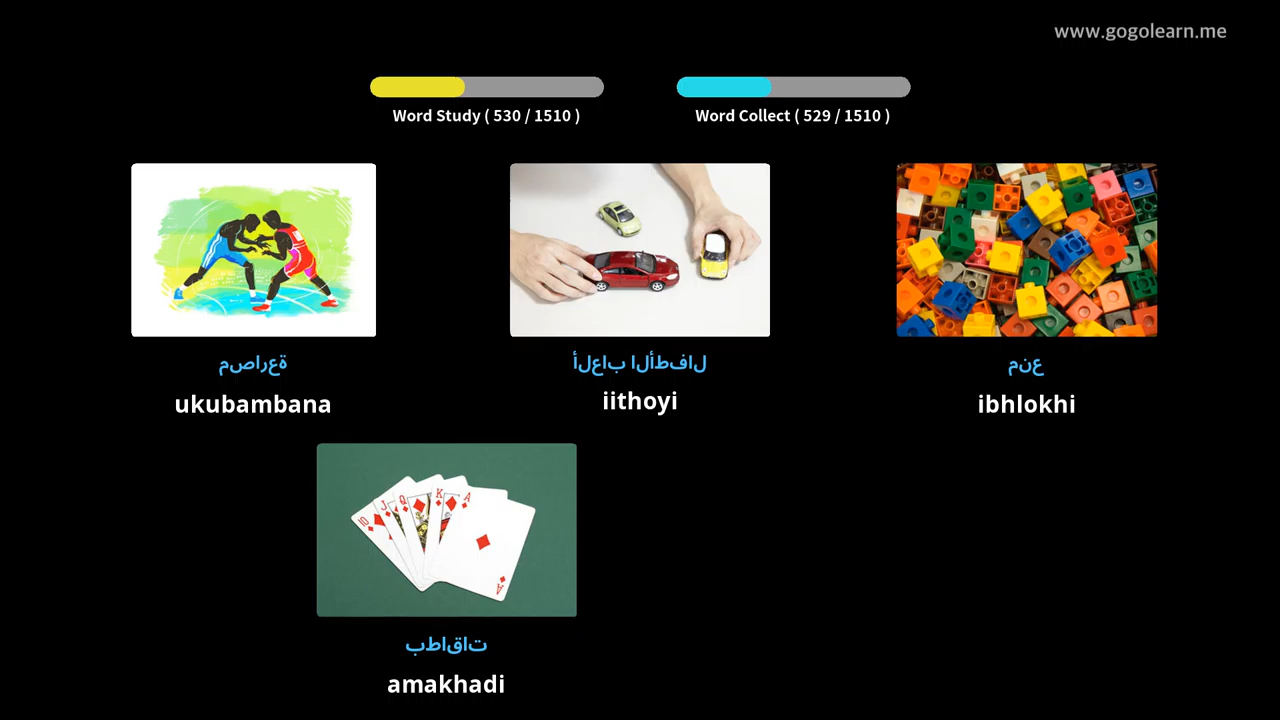 www.gogolearn.me
Word Study ( 530 / 1510 )
Word Collect ( 529 / 1510 )
مصارعة
ukubambana
ألعاب الأطفال
iithoyi
منع
ibhlokhi
10 J Q K A
A
بطاقات
amakhadi